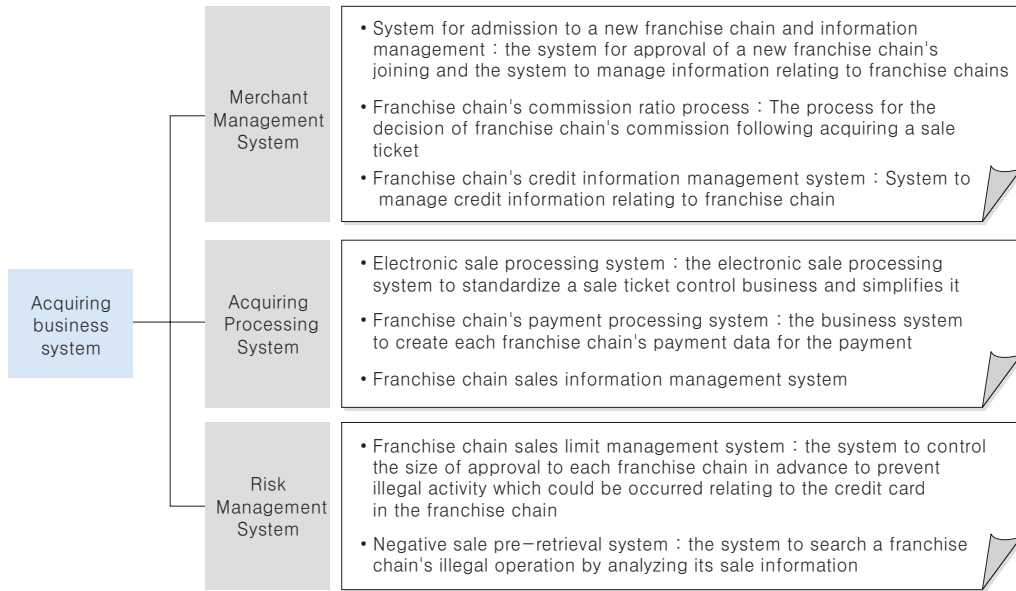 Acquiring
business
system
Merchant
Management
System
• System for admission to a new franchise chain and information
management : the system for approval of a new franchise chain's
joining and the system to manage information relating to franchise chains
• Franchise chain's commission ratio process : The process for the
decision of franchise chain's commission following acquiring a sale
ticket
• Franchise chain's credit information management system : System to
manage credit information relating to franchise chain
Acquiring
Processing
System
• Electronic sale processing system : the electronic sale processing
system to standardize a sale ticket control business and simplifies it
• Franchise chain's payment processing system : the business system
to create each franchise chain's payment data for the payment
• Franchise chain sales information management system
Risk
Management
System
• Franchise chain sales limit management system : the system to control
the size of approval to each franchise chain in advance to prevent
illegal activity which could be occurred relating to the credit card
in the franchise chain
• Negative sale pre-retrieval system : the system to search a franchise
chain's illegal operation by analyzing its sale information